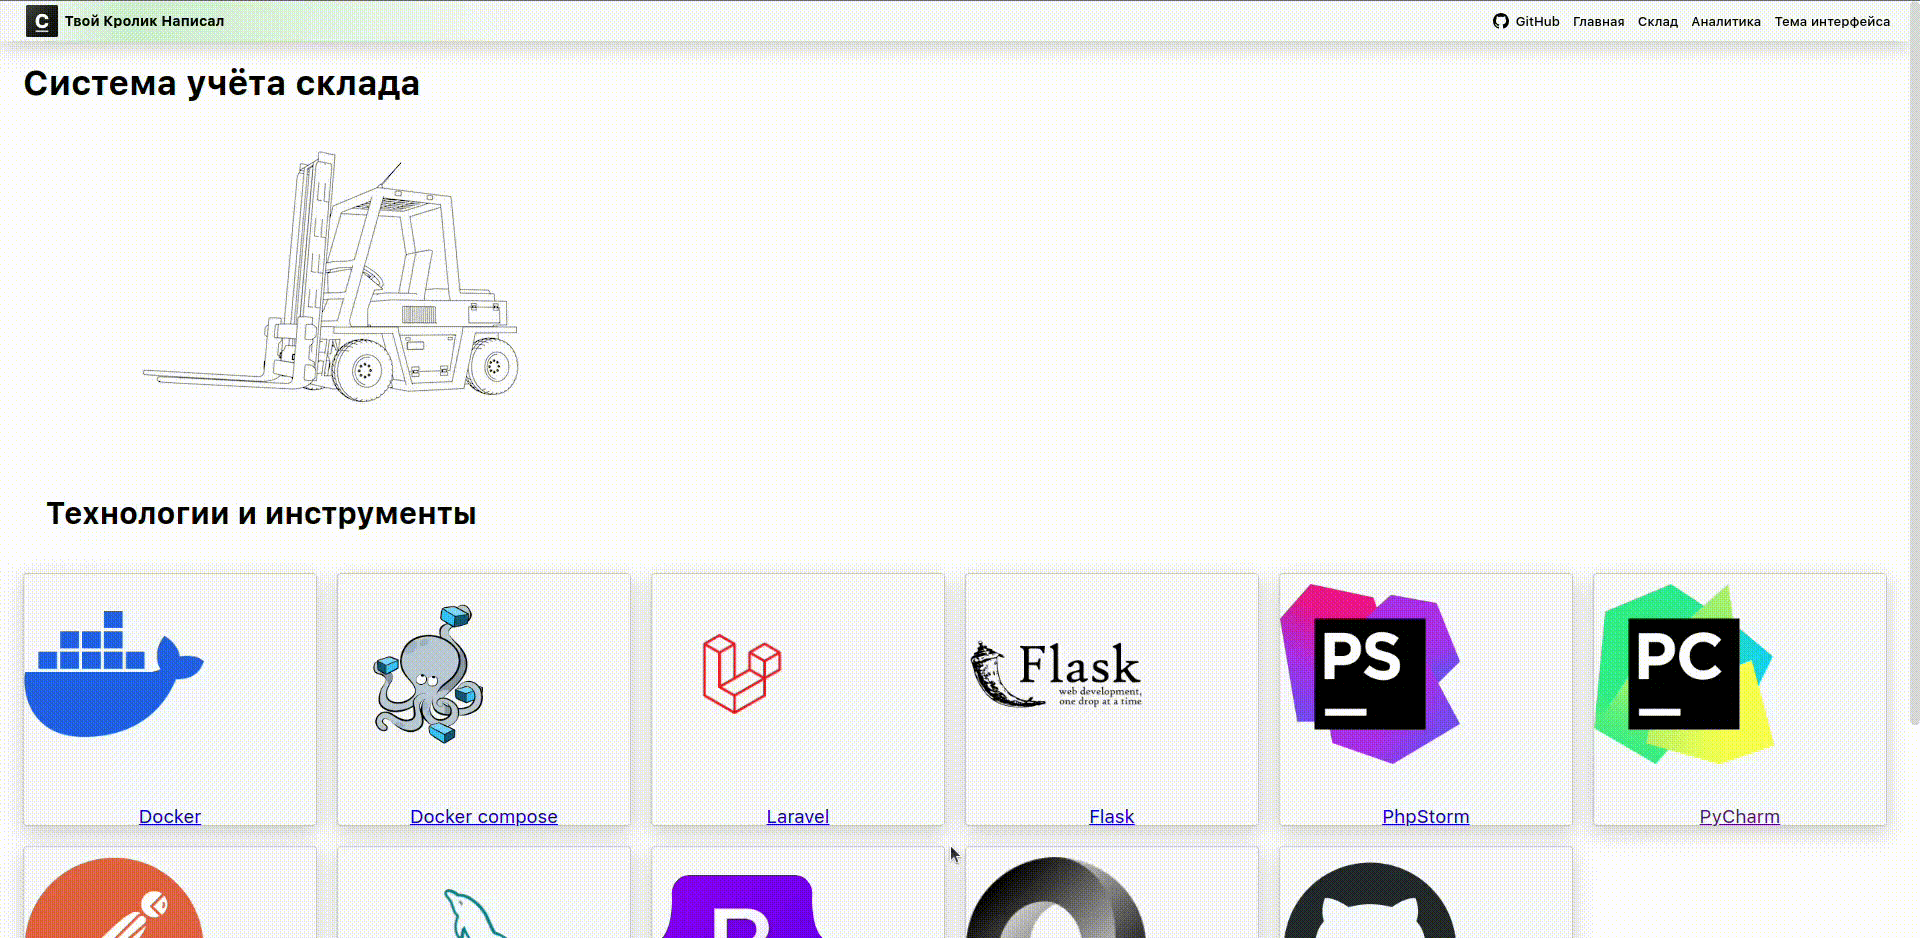 C Твой Кролик Написал
GitHub Главная Склад Аналитика Тема интерфейса
Система учёта склада
Технологии и инструменты
Flask
web development,
one drop at a time
PS
PC
Docker
Docker compose
Laravel
Flask
PhpStorm
PyCharm
B